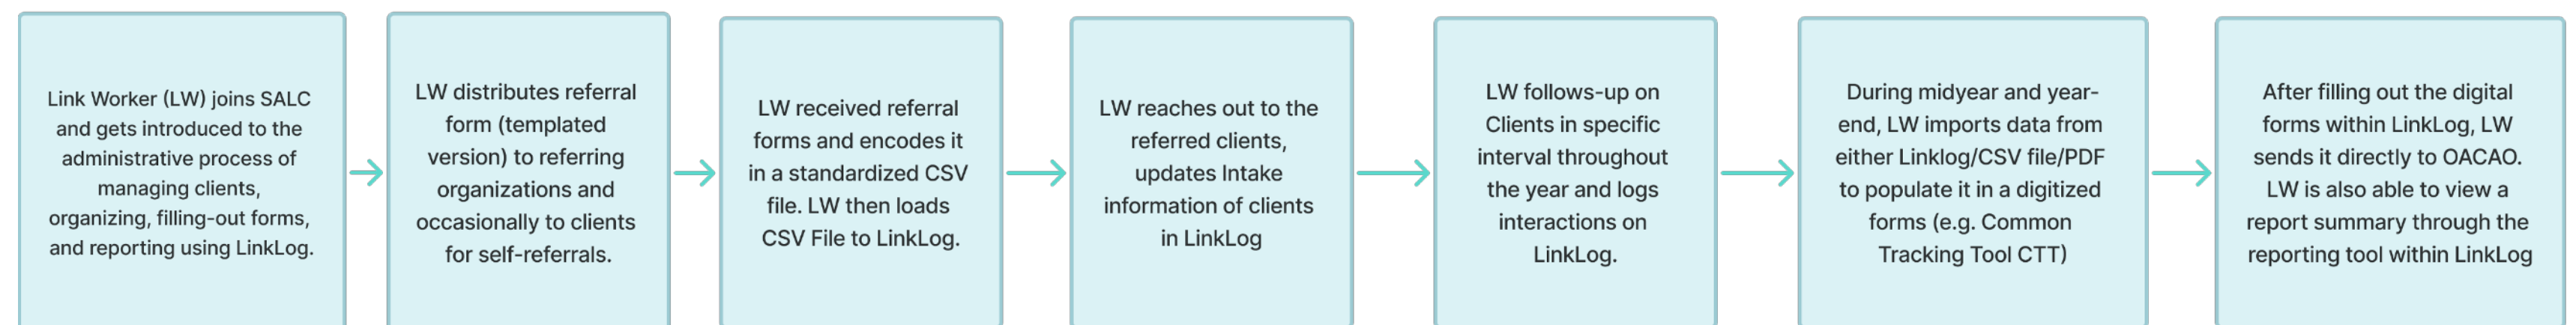 Link Worker (LW) joins SALC
and gets introduced to the
administrative process of
managing clients,
organizing, filling-out forms,
and reporting using LinkLog.
LW distributes referral
form (templated
version) to referring
organizations and
occasionally to clients
for self-referrals.
LW received referral
forms and encodes it
in a standardized CSV
file. LW then loads
CSV File to LinkLog.
LW reaches out to the
referred clients,
updates Intake
information of clients
in LinkLog
LW follows-up on
Clients in specific
interval throughout
the year and logs
interactions on
LinkLog.
During midyear and year-
end, LW imports data from
either Linklog/CSV file/PDF
to populate it in a digitized
forms (e.g. Common
Tracking Tool CTT)
After filling out the digital
forms within LinkLog, LW
sends it directly to OACAO.
LW is also able to view a
report summary through the
reporting tool within LinkLog